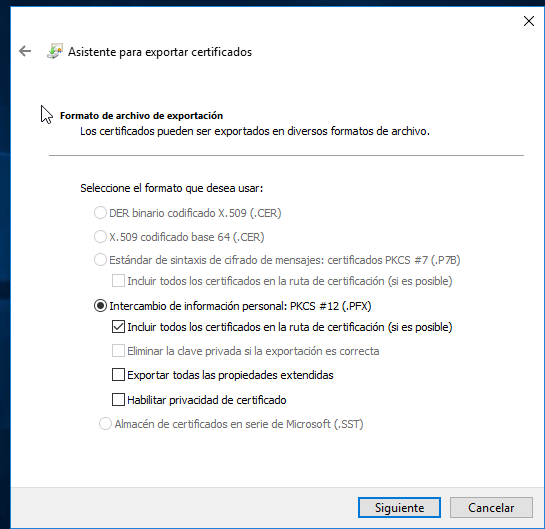 Asistente para exportar certificados
Formato de archivo de exportación
Los certificados pueden ser exportados en diversos formatos de archivo.
Seleccione el formato que desea usar:
DER binario codificado X.509 (.CER)
X.509 codificado base 64 (.CER)
Estándar de sintaxis de cifrado de mensajes: certificados PKCS #7 (.P7B)
Incluir todos los certificados en la ruta de certificación (si es posible)
Intercambio de información personal: PKCS #12 (.PFX)
Incluir todos los certificados en la ruta de certificación (si es posible)
Eliminar la clave privada si la exportación es correcta
Exportar todas las propiedades extendidas
Habilitar privacidad de certificado
Almacén de certificados en serie de Microsoft (.SST)
Siguiente
Cancelar